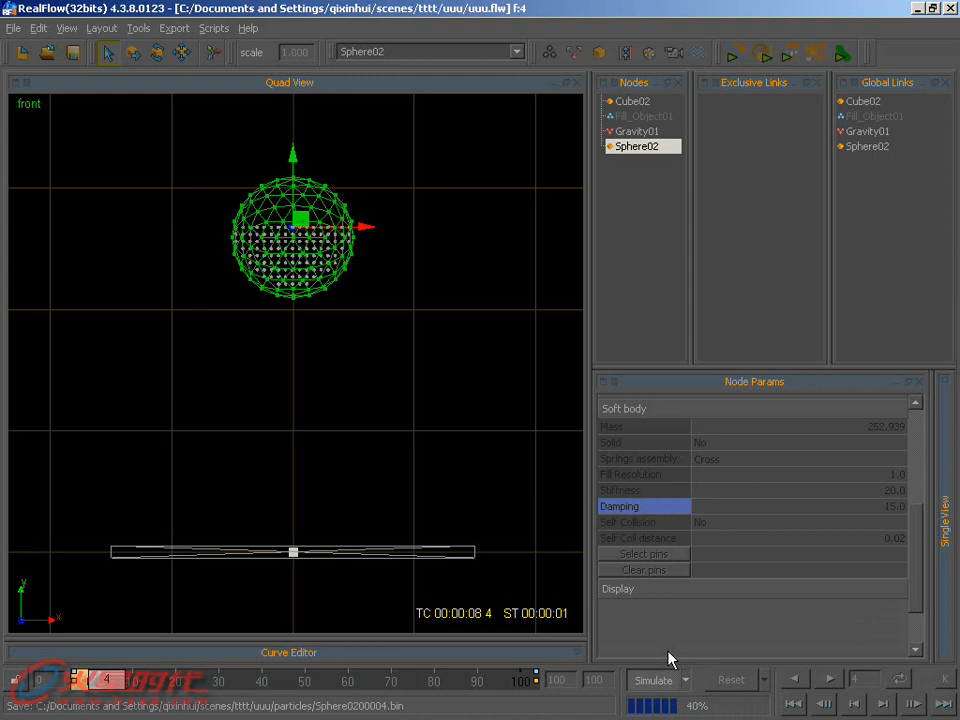 RealFlow(32bits) 4.3.8.0123 - [C:/Documents and Settings/qixinhui/scenes/tttt/uuu/uuu.flw] f:4
File Edit View Layout Tools Export Scripts Help
scale 1.000 Sphere02
Quad View
front
TC 00:00:08 4 ST 00:00:01
Nodes
Cube02
Fill_Object01
Gravity01
Sphere02
Exclusive Links
Global Links
Cube02
Fill_Object01
Gravity01
Sphere02
Node Params
Soft body
Mass 252.939
Solid No
Springs assembly Cross
Fill Resolution 1.0
Stiffness 20.0
Damping 15.0
Self Collision No
Self Coll distance 0.02
Select pins
Clear pins
Display
SingleView
Curve Editor
0 4 20 30 40 50 60 70 80 90 100 100 100
Simulate Reset 4 K
Save: C:/Documents and Settings/qixinhui/scenes/tttt/uuu/particles/Sphere0200004.bin
40%